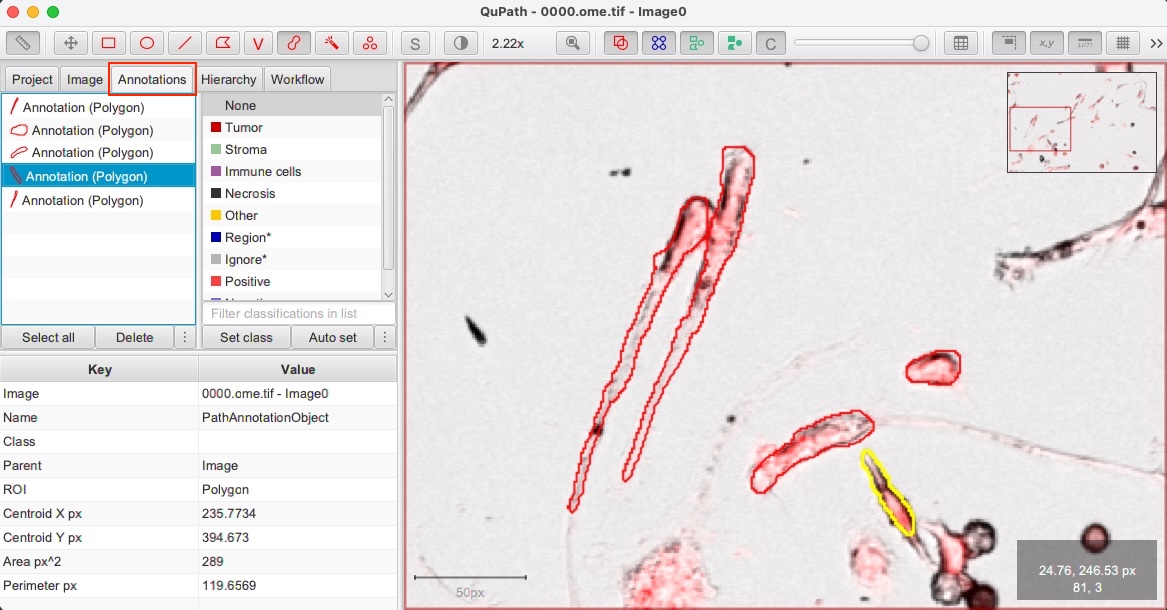 QuPath - 0000.ome.tif - Image0
V S 2.22x C x,y μm
Project Image Annotations Hierarchy Workflow
Annotation (Polygon)
Annotation (Polygon)
Annotation (Polygon)
Annotation (Polygon)
Annotation (Polygon)
None
Tumor
Stroma
Immune cells
Necrosis
Other
Region*
Ignore*
Positive
Filter classifications in list
Select all Delete Set class Auto set
Key Value
Image 0000.ome.tif - Image0
Name PathAnnotationObject
Class
Parent Image
ROI Polygon
Centroid X px 235.7734
Centroid Y px 394.673
Area px^2 289
Perimeter px 119.6569
50px
24.76, 246.53 px
81, 3